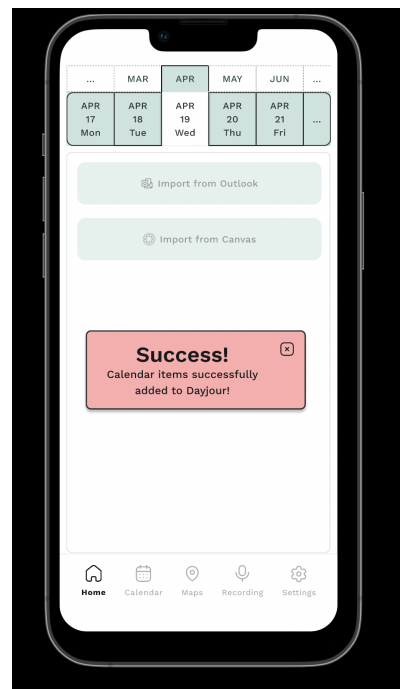 ... MAR APR MAY JUN ...
APR APR APR APR APR
17 18 19 20 21 ...
Mon Tue Wed Thu Fri
Import from Outlook
Import from Canvas
Success!
Calendar items successfully
added to Dayjour!
Home Calendar Maps Recording Settings